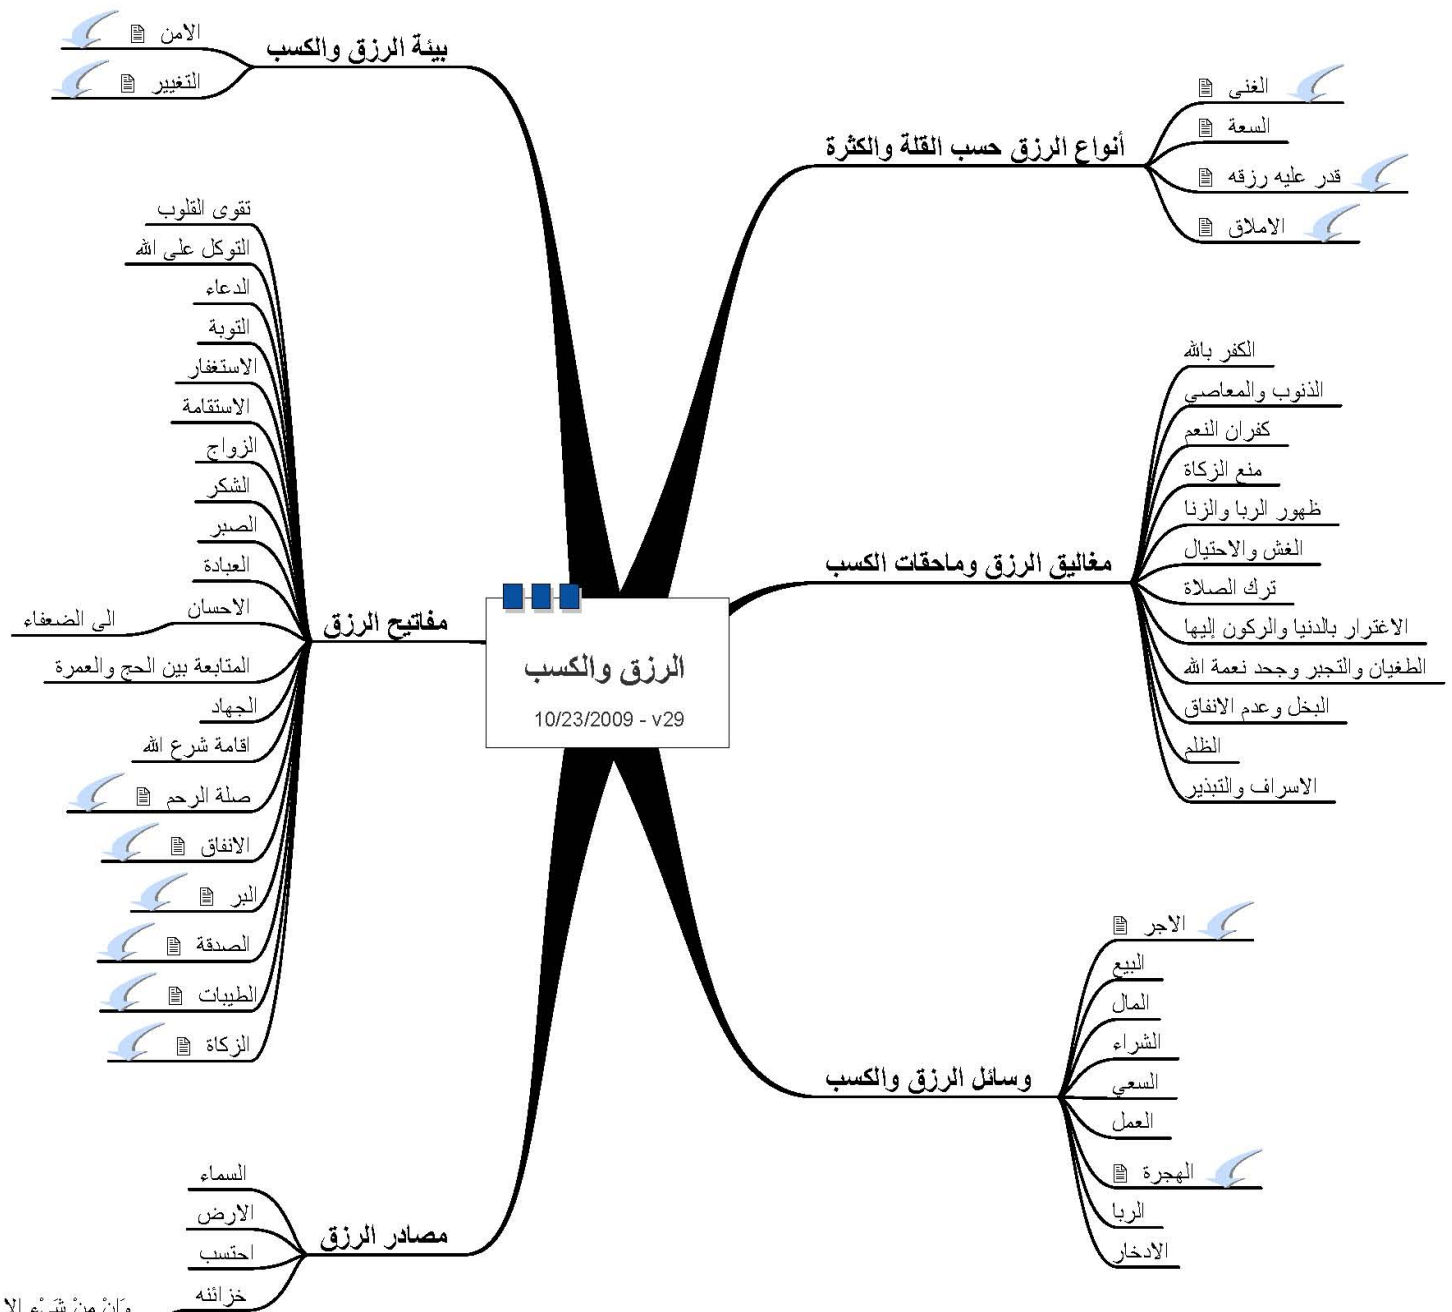 الرزق والكسب
10/23/2009 - v29
أنواع الرزق حسب القلة والكثرة
الغنى
السعة
قدر عليه رزقه
الاملاق
مغاليق الرزق وماحقات الكسب
الكفر بالله
الذنوب والمعاصي
كفران النعم
منع الزكاة
ظهور الربا والزنا
الغش والاحتيال
ترك الصلاة
الاغترار بالدنيا والركون إليها
الطغيان والتجبر وجحد نعمة الله
البخل وعدم الانفاق
الظلم
الاسراف والتبذير
وسائل الرزق والكسب
الاجر
البيع
المال
الشراء
السعي
العمل
الهجرة
الربا
الادخار
بيئة الرزق والكسب
الامن
التغيير
مفاتيح الرزق
تقوى القلوب
التوكل على الله
الدعاء
التوبة
الاستغفار
الاستقامة
الزواج
الشكر
الصبر
العبادة
الاحسان
الى الضعفاء
المتابعة بين الحج والعمرة
الجهاد
اقامة شرع الله
صلة الرحم
الانفاق
البر
الصدقة
الطيبات
الزكاة
مصادر الرزق
السماء
الارض
احتسب
خزائنه
وَإِنْ مِنْ شَيْءٍ إلا